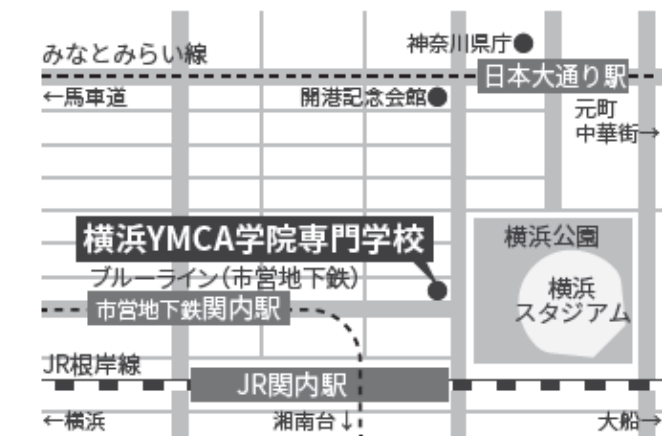 神奈川県庁●
みなとみらい線
日本大通り駅
←馬車道
開港記念会館●
元町
中華街→
横浜YMCA学院専門学校
横浜公園
ブルーライン(市営地下鉄)
横浜
スタジアム
市営地下鉄関内駅
JR根岸線
JR関内駅
←横浜
湘南台↓
大船→